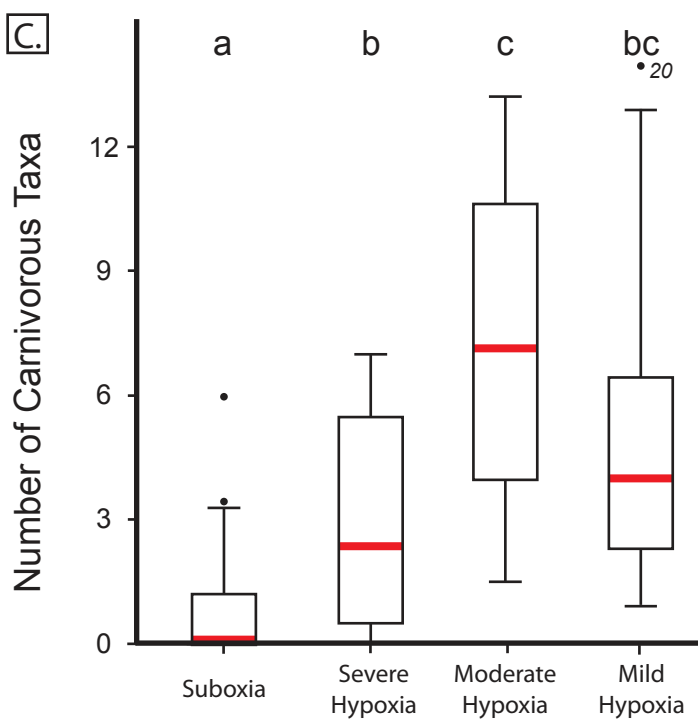 C.
a
b
c
bc
20
Number of Carnivorous Taxa
12
9
6
3
0
Suboxia
Severe
Hypoxia
Moderate
Hypoxia
Mild
Hypoxia